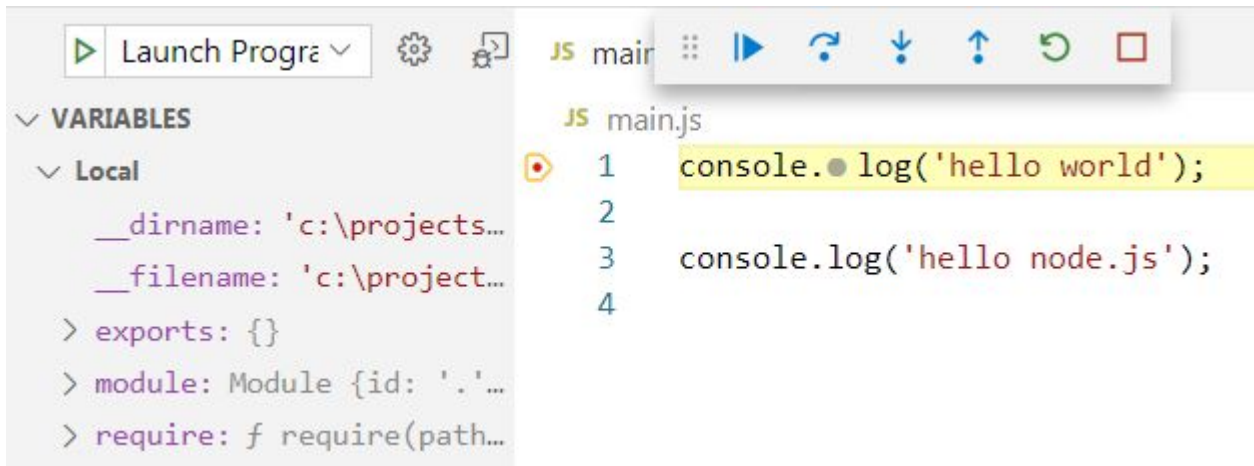 Launch Progra
JS main
VARIABLES
Local
__dirname: 'c:\projects…
__filename: 'c:\project…
exports: {}
module: Module {id: '.'…
require: ƒ require(path…
JS main.js
1 console.log('hello world');
2
3 console.log('hello node.js');
4